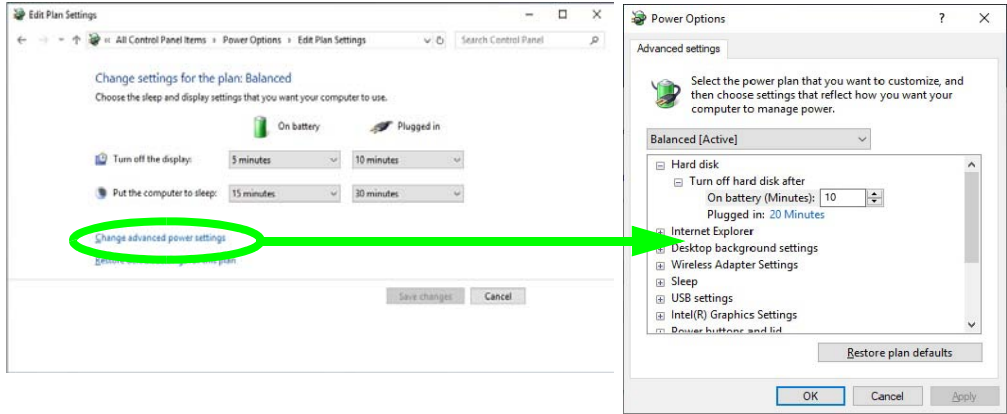 Edit Plan Settings
« All Control Panel Items › Power Options › Edit Plan Settings
Search Control Panel
Change settings for the plan: Balanced
Choose the sleep and display settings that you want your computer to use.
On battery
Plugged in
Turn off the display:
5 minutes
10 minutes
Put the computer to sleep:
15 minutes
30 minutes
Change advanced power settings
plan
Save changes
Cancel
Power Options
?
Advanced settings
Select the power plan that you want to customize, and
then choose settings that reflect how you want your
computer to manage power.
Balanced [Active]
Hard disk
Turn off hard disk after
On battery (Minutes): 10
Plugged in: 20 Minutes
Internet Explorer
Desktop background settings
Wireless Adapter Settings
Sleep
USB settings
Intel(R) Graphics Settings
Power buttons and lid
Restore plan defaults
OK
Cancel
Apply